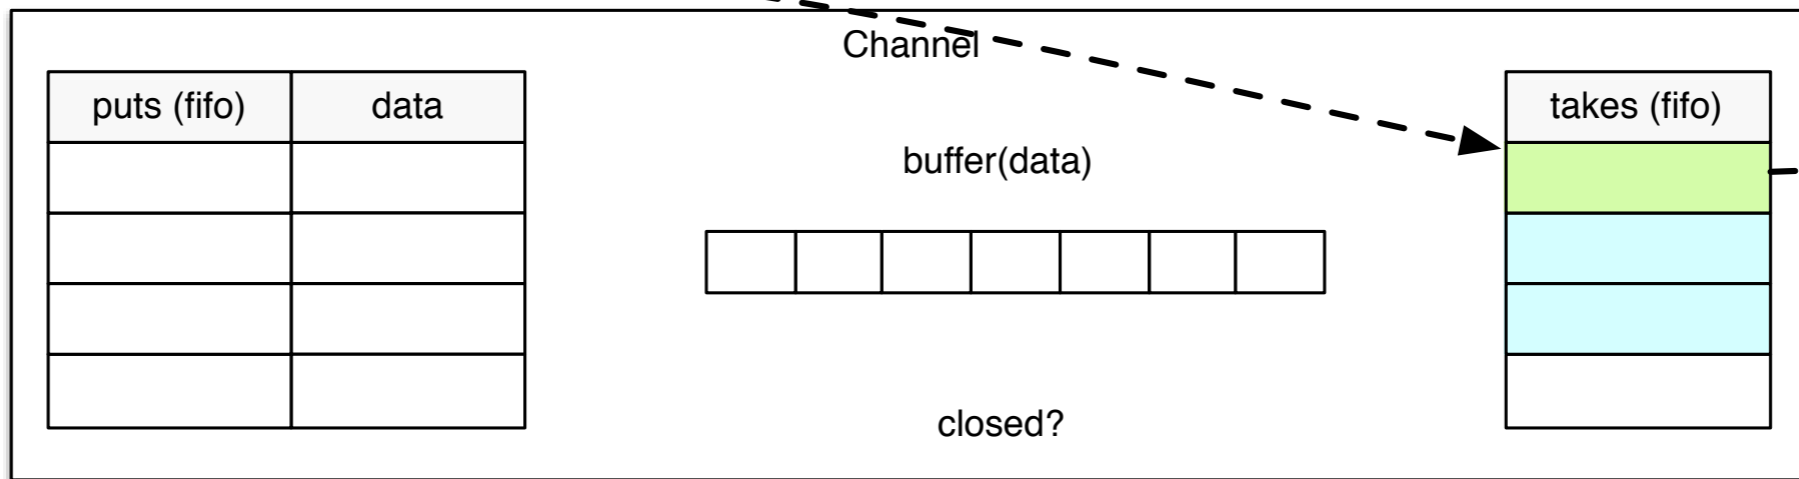 Channel
puts (fifo) data
takes (fifo)
buffer(data)
closed?